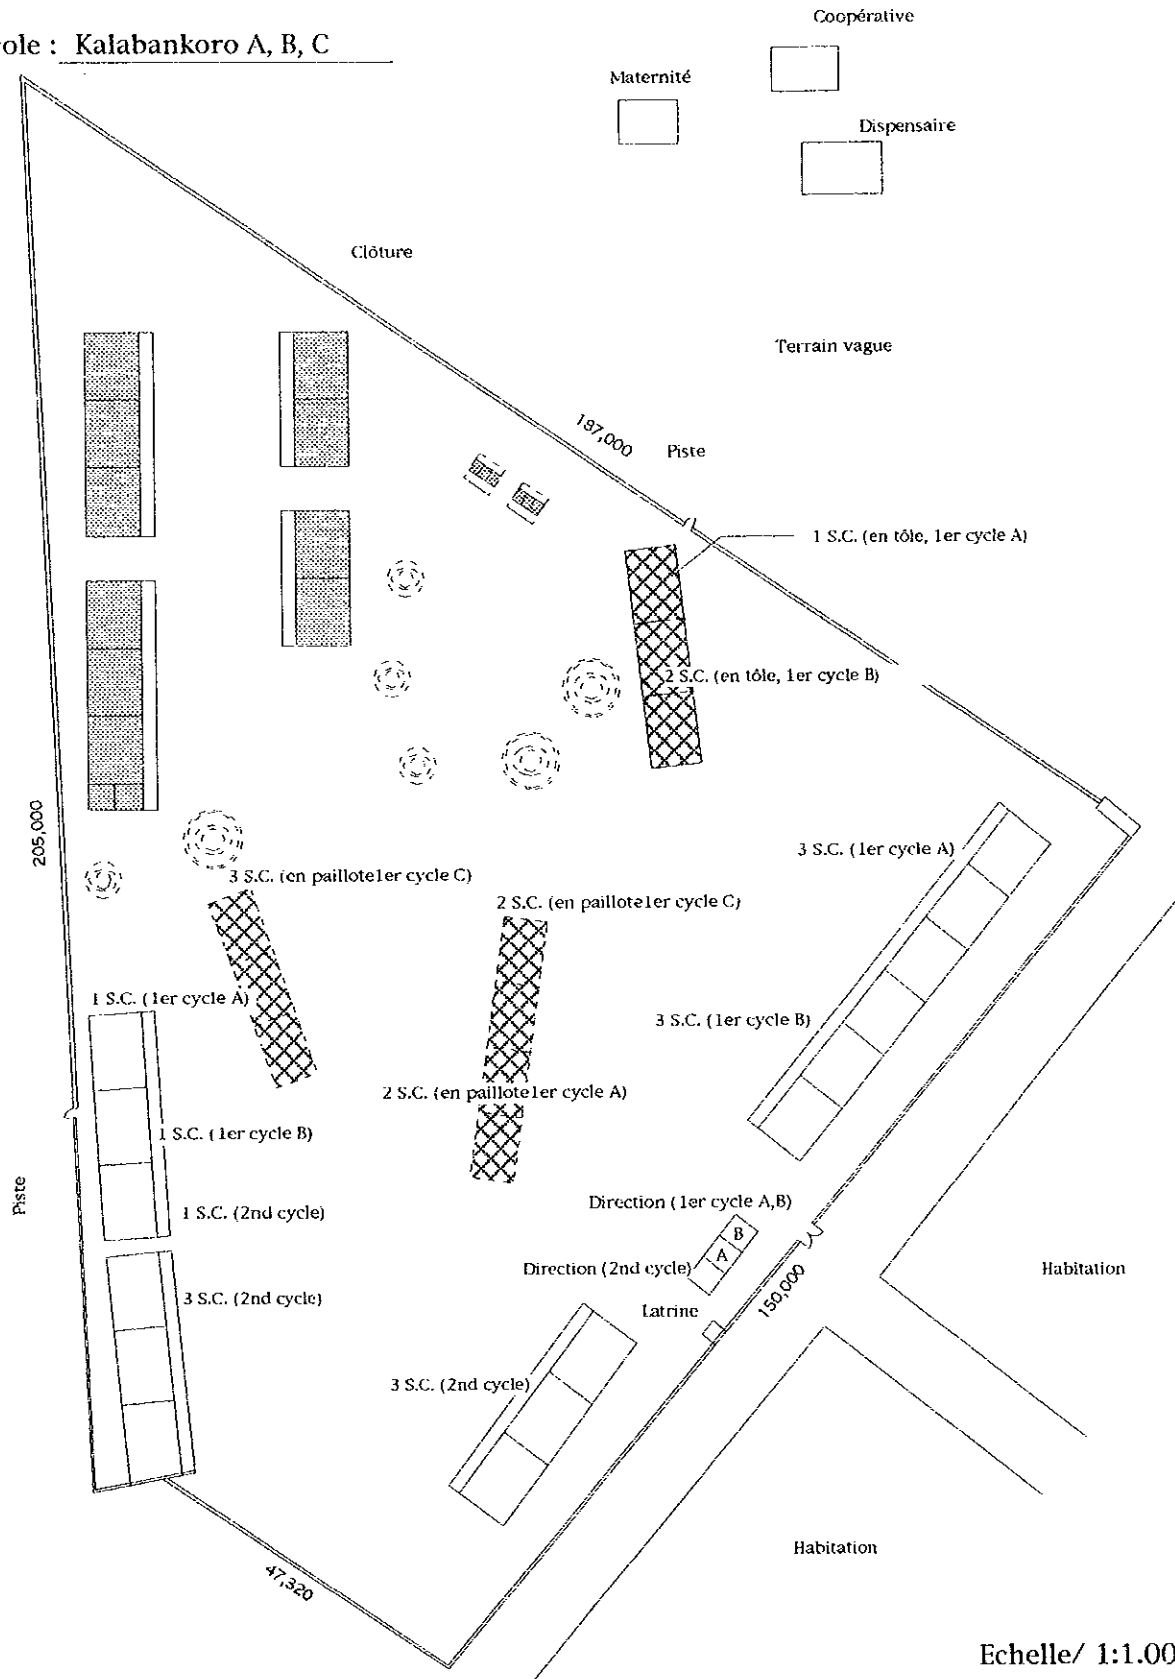 ole : Kalabankoro A, B, C
Coopérative
Maternité
Dispensaire
Clôture
Terrain vague
187,000
Piste
1 S.C. (en tôle, 1er cycle A)
2 S.C. (en tôle, 1er cycle B)
205,000
3 S.C. (1er cycle A)
3 S.C. (en paillote1er cycle C)
2 S.C. (en paillote1er cycle C)
1 S.C. (1er cycle A)
3 S.C. (1er cycle B)
2 S.C. (en paillote1er cycle A)
1 S.C. (1er cycle B)
Piste
Direction (1er cycle A,B)
1 S.C. (2nd cycle)
B
A
Direction (2nd cycle)
Habitation
150,000
3 S.C. (2nd cycle)
Latrine
3 S.C. (2nd cycle)
Habitation
47,320
Echelle/ 1:1.00